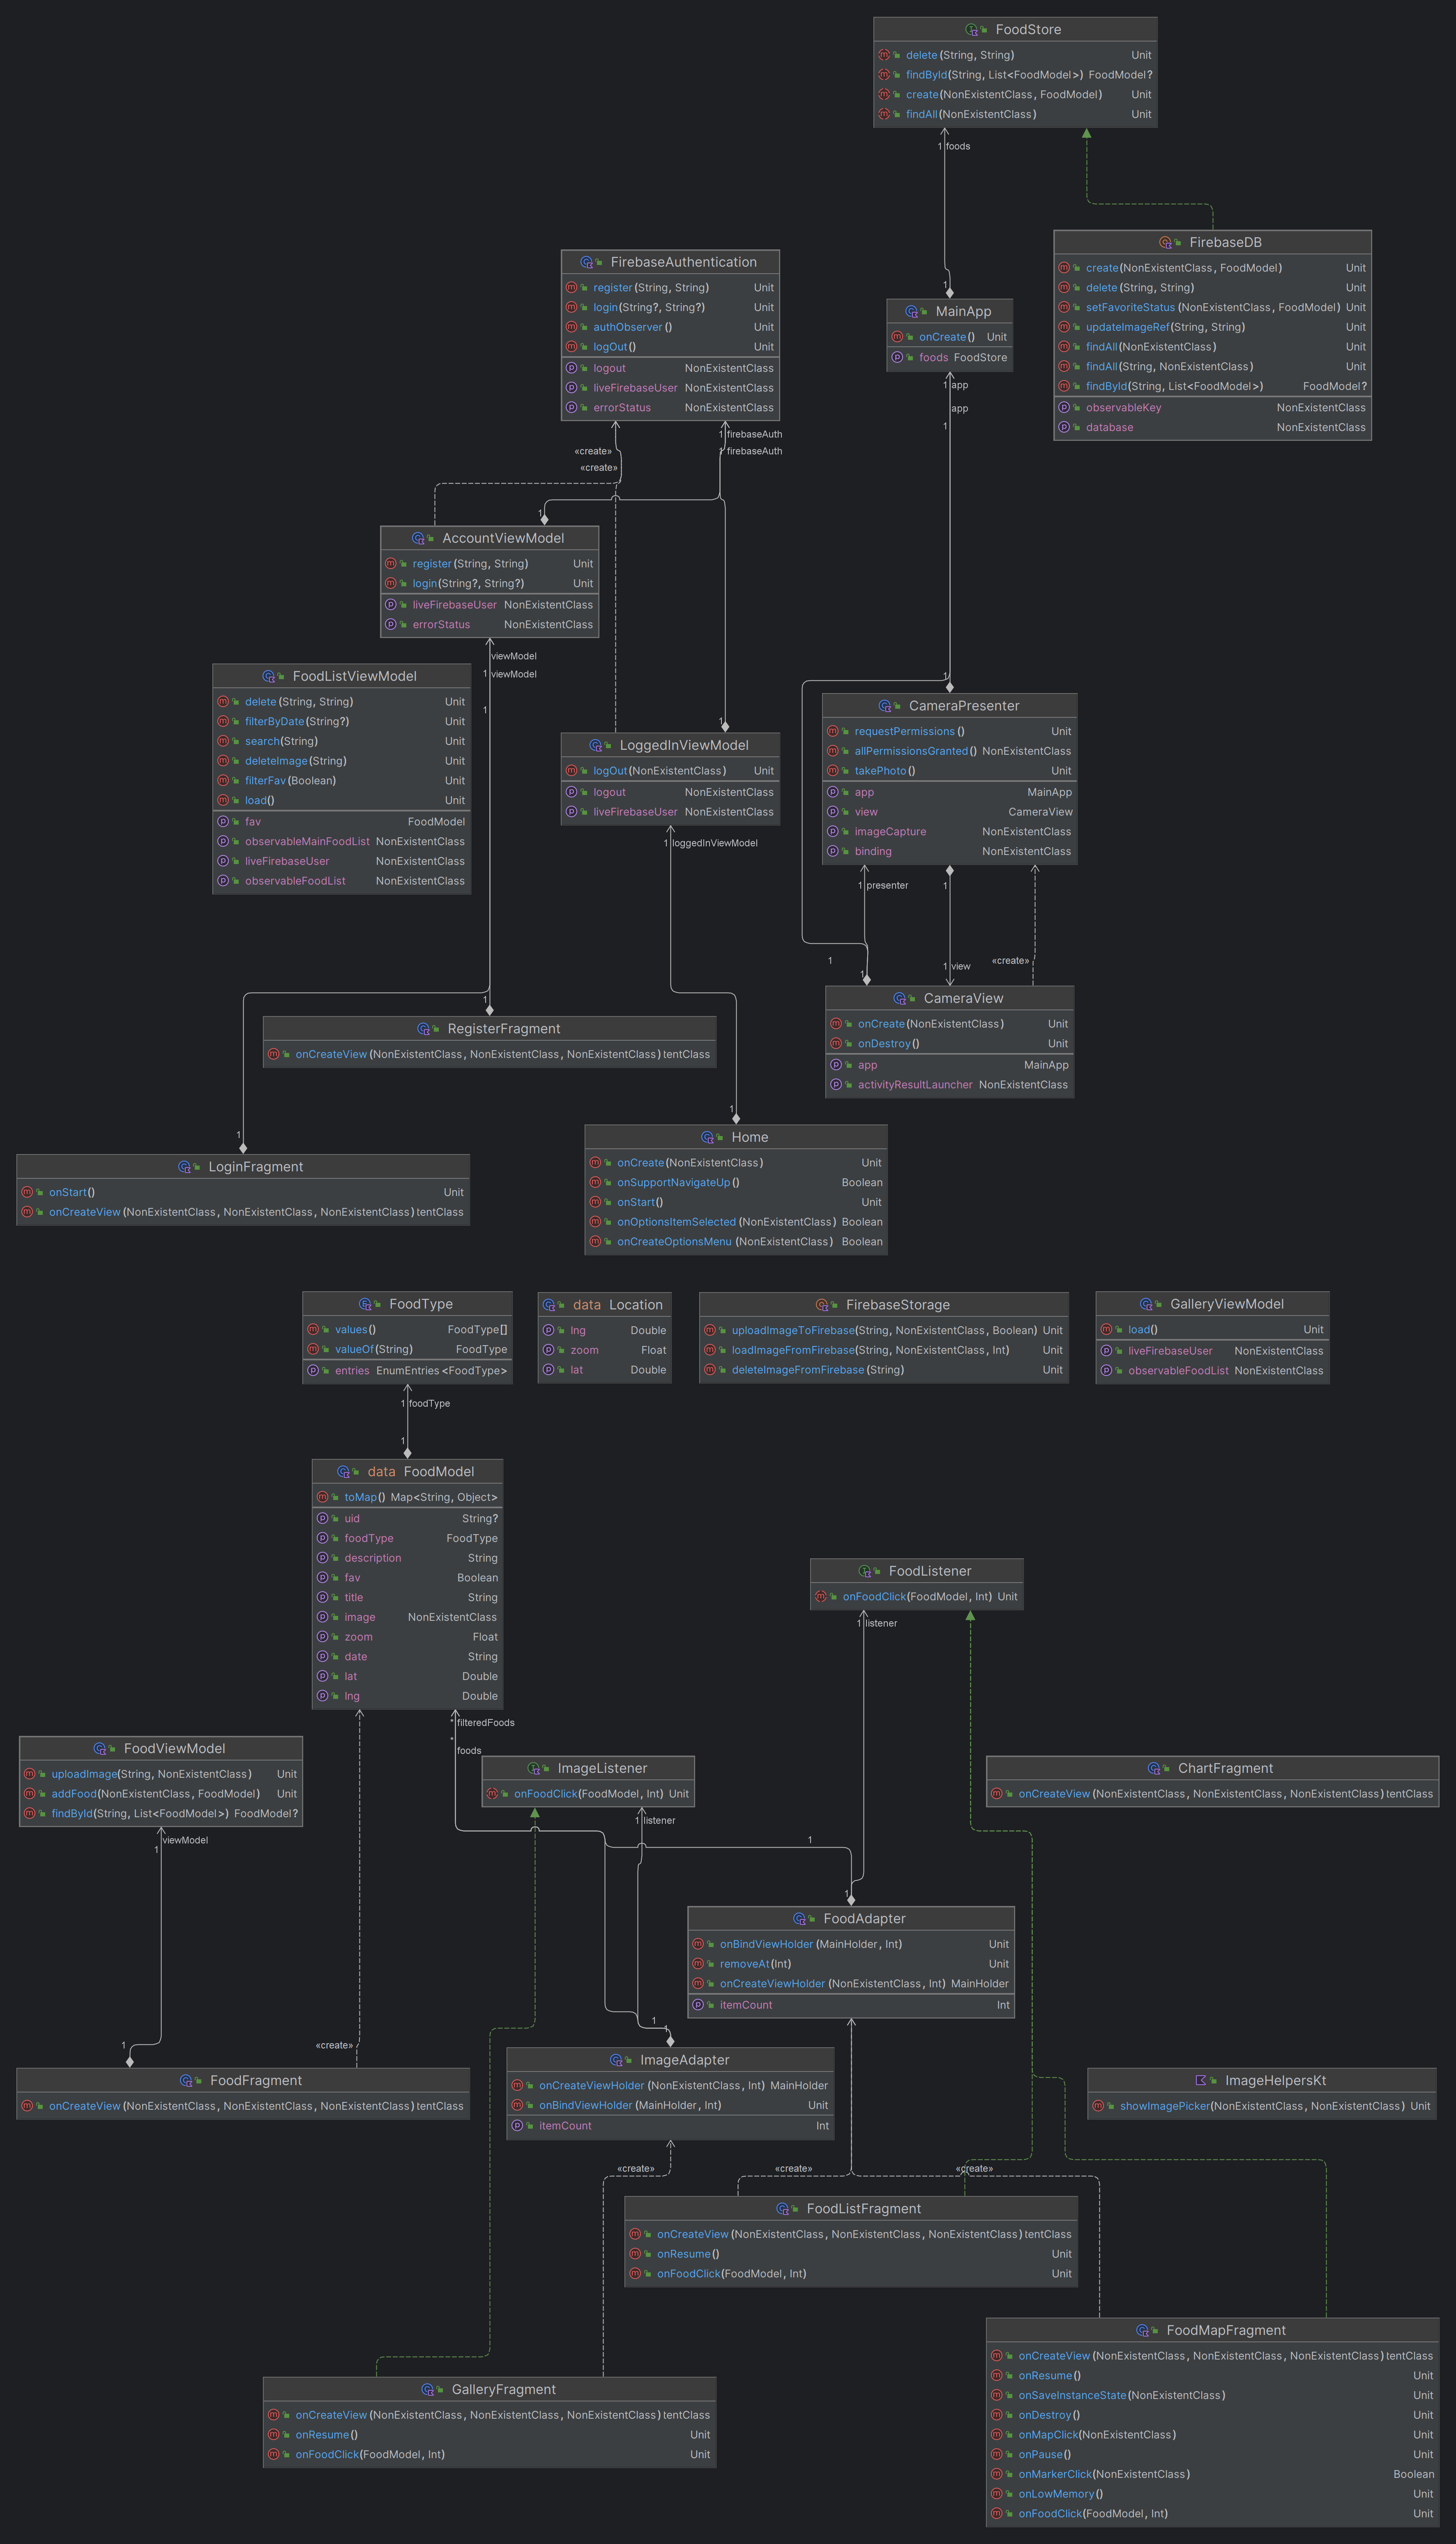 FoodStore
delete(String, String) Unit
findById(String, List<FoodModel>) FoodModel?
create(NonExistentClass, FoodModel) Unit
findAll(NonExistentClass) Unit
1 foods
FirebaseDB
create(NonExistentClass, FoodModel) Unit
delete(String, String) Unit
setFavoriteStatus(NonExistentClass, FoodModel) Unit
updateImageRef(String, String) Unit
findAll(NonExistentClass) Unit
findAll(String, NonExistentClass) Unit
findById(String, List<FoodModel>) FoodModel?
observableKey NonExistentClass
database NonExistentClass
FirebaseAuthentication
register(String, String) Unit
login(String?, String?) Unit
authObserver() Unit
logOut() Unit
logout NonExistentClass
liveFirebaseUser NonExistentClass
errorStatus NonExistentClass
1
MainApp
onCreate() Unit
foods FoodStore
1 app
app
1
1 firebaseAuth
1 firebaseAuth
«create»
«create»
1
AccountViewModel
register(String, String) Unit
login(String?, String?) Unit
liveFirebaseUser NonExistentClass
errorStatus NonExistentClass
viewModel
1 viewModel
1
FoodListViewModel
delete(String, String) Unit
filterByDate(String?) Unit
search(String) Unit
deleteImage(String) Unit
filterFav(Boolean) Unit
load() Unit
fav FoodModel
observableMainFoodList NonExistentClass
liveFirebaseUser NonExistentClass
observableFoodList NonExistentClass
1
LoggedInViewModel
logOut(NonExistentClass) Unit
logout NonExistentClass
liveFirebaseUser NonExistentClass
1 loggedInViewModel
1
CameraPresenter
requestPermissions() Unit
allPermissionsGranted() NonExistentClass
takePhoto() Unit
app MainApp
view CameraView
imageCapture NonExistentClass
binding NonExistentClass
1 presenter
1
1
«create»
1 view
1
CameraView
onCreate(NonExistentClass) Unit
onDestroy() Unit
app MainApp
activityResultLauncher NonExistentClass
1
RegisterFragment
onCreateView(NonExistentClass, NonExistentClass, NonExistentClass)tentClass
1
Home
onCreate(NonExistentClass) Unit
onSupportNavigateUp() Boolean
onStart() Unit
onOptionsItemSelected(NonExistentClass) Boolean
onCreateOptionsMenu(NonExistentClass) Boolean
1
LoginFragment
onStart() Unit
onCreateView(NonExistentClass, NonExistentClass, NonExistentClass)tentClass
FoodType
values() FoodType[]
valueOf(String) FoodType
entries EnumEntries<FoodType>
data Location
lng Double
zoom Float
lat Double
FirebaseStorage
uploadImageToFirebase(String, NonExistentClass, Boolean) Unit
loadImageFromFirebase(String, NonExistentClass, Int) Unit
deleteImageFromFirebase(String) Unit
GalleryViewModel
load() Unit
liveFirebaseUser NonExistentClass
observableFoodList NonExistentClass
1 foodType
1
data FoodModel
toMap() Map<String, Object>
uid String?
foodType FoodType
description String
fav Boolean
title String
image NonExistentClass
zoom Float
date String
lat Double
lng Double
* filteredFoods
*
foods
FoodListener
onFoodClick(FoodModel, Int) Unit
1 listener
FoodViewModel
uploadImage(String, NonExistentClass) Unit
addFood(NonExistentClass, FoodModel) Unit
findById(String, List<FoodModel>) FoodModel?
viewModel
1
ImageListener
onFoodClick(FoodModel, Int) Unit
1 listener
ChartFragment
onCreateView(NonExistentClass, NonExistentClass, NonExistentClass)tentClass
1
1
FoodAdapter
onBindViewHolder(MainHolder, Int) Unit
removeAt(Int) Unit
onCreateViewHolder(NonExistentClass, Int) MainHolder
itemCount Int
1
«create»
FoodFragment
onCreateView(NonExistentClass, NonExistentClass, NonExistentClass)tentClass
1
1
ImageAdapter
onCreateViewHolder(NonExistentClass, Int) MainHolder
onBindViewHolder(MainHolder, Int) Unit
itemCount Int
ImageHelpersKt
showImagePicker(NonExistentClass, NonExistentClass) Unit
«create»
«create»
«create»
FoodListFragment
onCreateView(NonExistentClass, NonExistentClass, NonExistentClass)tentClass
onResume() Unit
onFoodClick(FoodModel, Int) Unit
FoodMapFragment
onCreateView(NonExistentClass, NonExistentClass, NonExistentClass)tentClass
onResume() Unit
onSaveInstanceState(NonExistentClass) Unit
onDestroy() Unit
onMapClick(NonExistentClass) Unit
onPause() Unit
onMarkerClick(NonExistentClass) Boolean
onLowMemory() Unit
onFoodClick(FoodModel, Int) Unit
GalleryFragment
onCreateView(NonExistentClass, NonExistentClass, NonExistentClass)tentClass
onResume() Unit
onFoodClick(FoodModel, Int) Unit